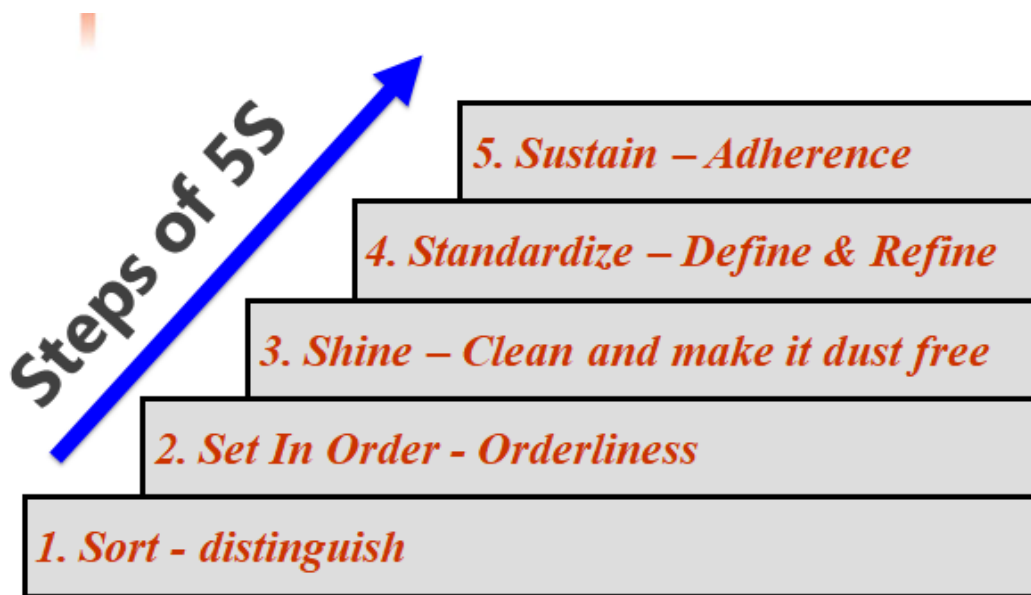 Steps of 5S
5. Sustain – Adherence
4. Standardize – Define & Refine
3. Shine – Clean and make it dust free
2. Set In Order - Orderliness
1. Sort - distinguish